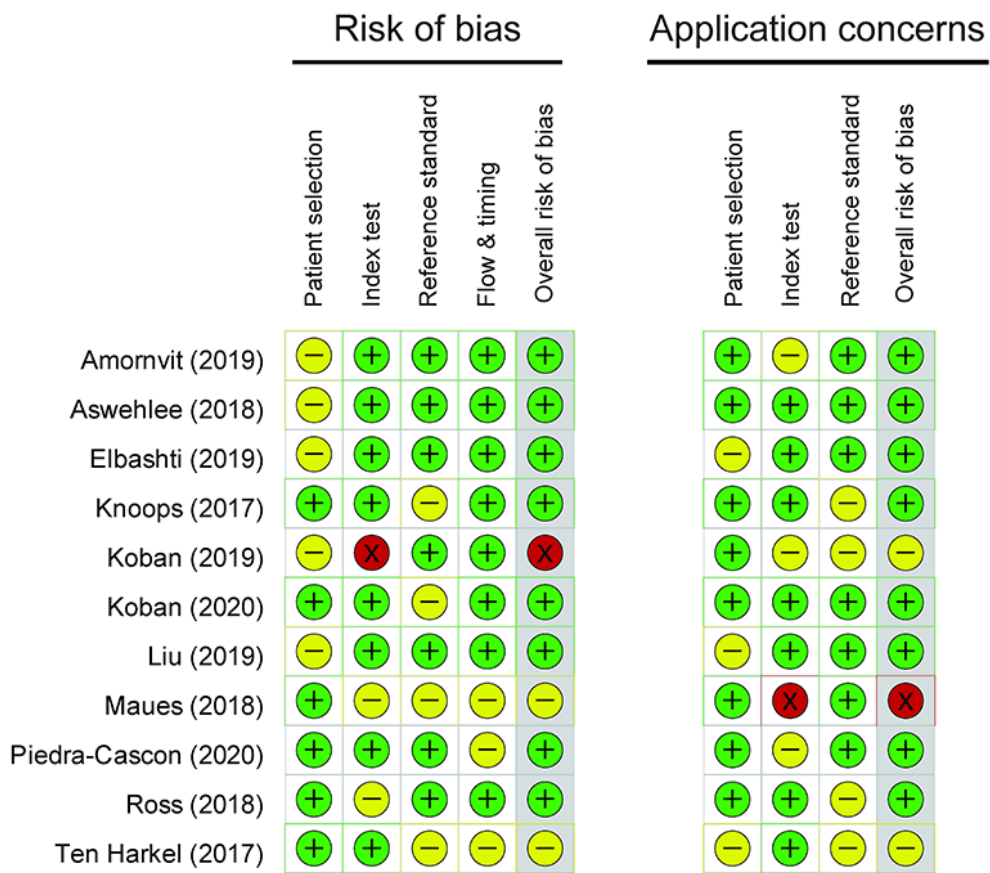 Risk of bias
Application concerns
Patient selection
Index test
Reference standard
Flow & timing
Overall risk of bias
Patient selection
Index test
Reference standard
Overall risk of bias
Amornvit (2019) − + + + + + − + +
Aswehlee (2018) − + + + + + + + +
Elbashti (2019) − + + + + − + + +
Knoops (2017) + + − + + + + − +
Koban (2019) − X + + X + − − −
Koban (2020) + + − + + + + + +
Liu (2019) − + + + + − + + +
Maues (2018) + − − − − + X + X
Piedra-Cascon (2020) + + + − + + − + +
Ross (2018) + − + + + + + − +
Ten Harkel (2017) + + − − − − + − −